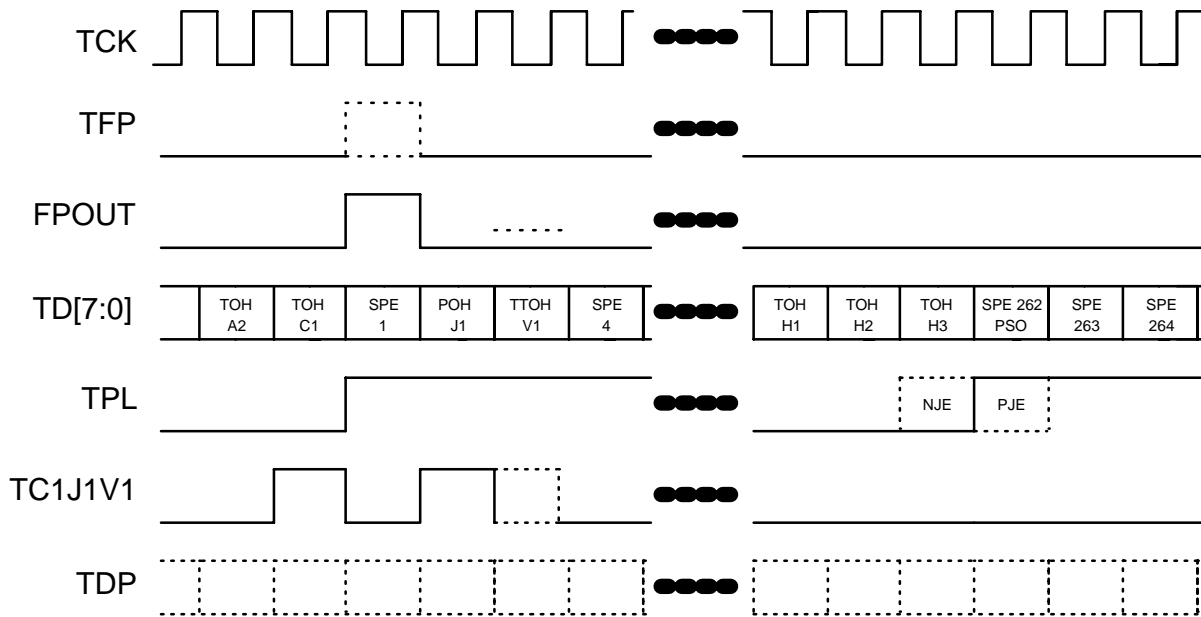 TCK
TFP
FPOUT
TD[7:0]
TOH A2
TOH C1
SPE 1
POH J1
TTOH V1
SPE 4
TOH H1
TOH H2
TOH H3
SPE 262 PSO
SPE 263
SPE 264
TPL
NJE
PJE
TC1J1V1
TDP